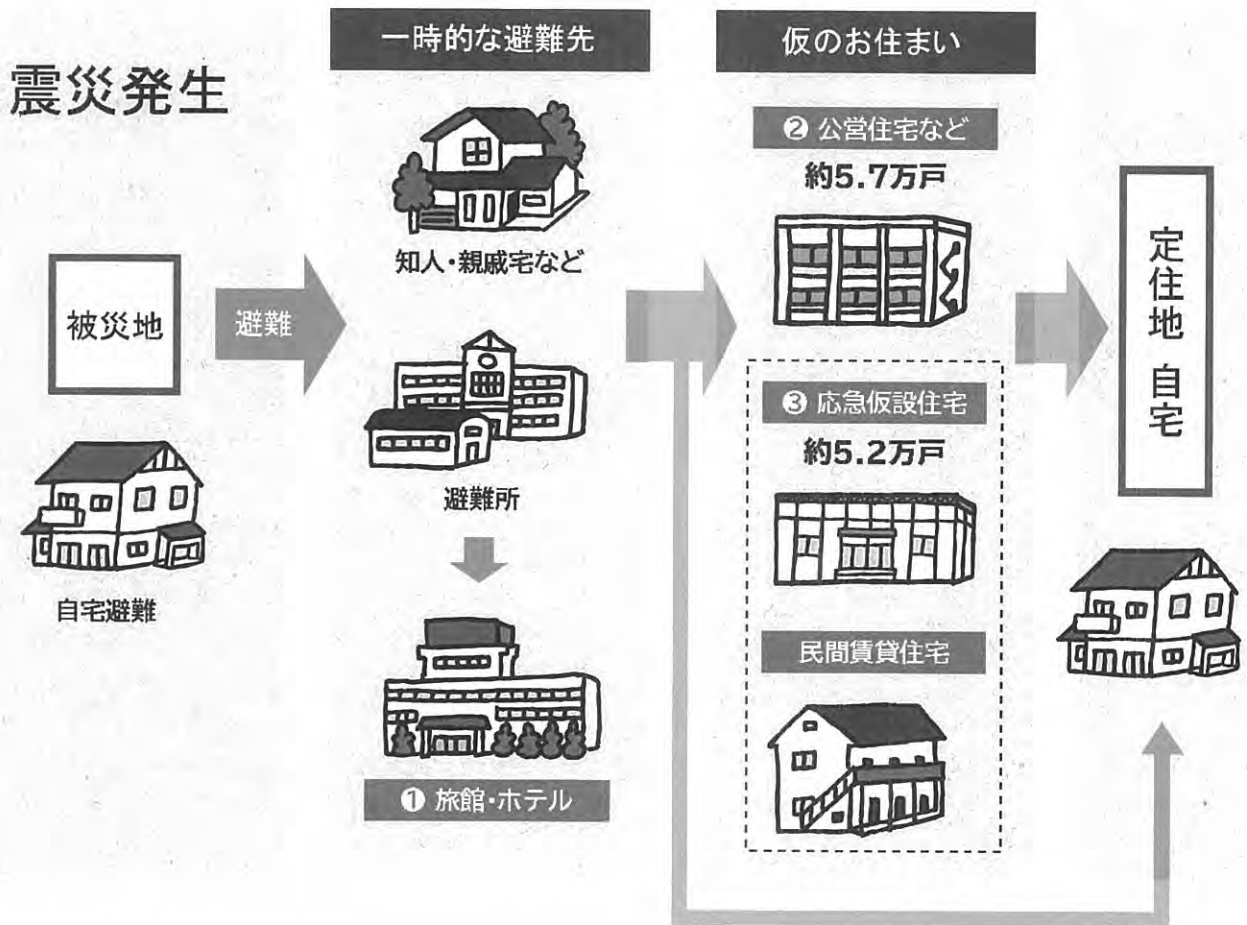 震災発生
被災地
自宅避難
避難
一時的な避難先
知人・親戚宅など
避難所
❶ 旅館・ホテル
仮のお住まい
❷ 公営住宅など
約5.7万戸
❸ 応急仮設住宅
約5.2万戸
民間賃貸住宅
定住地 自宅